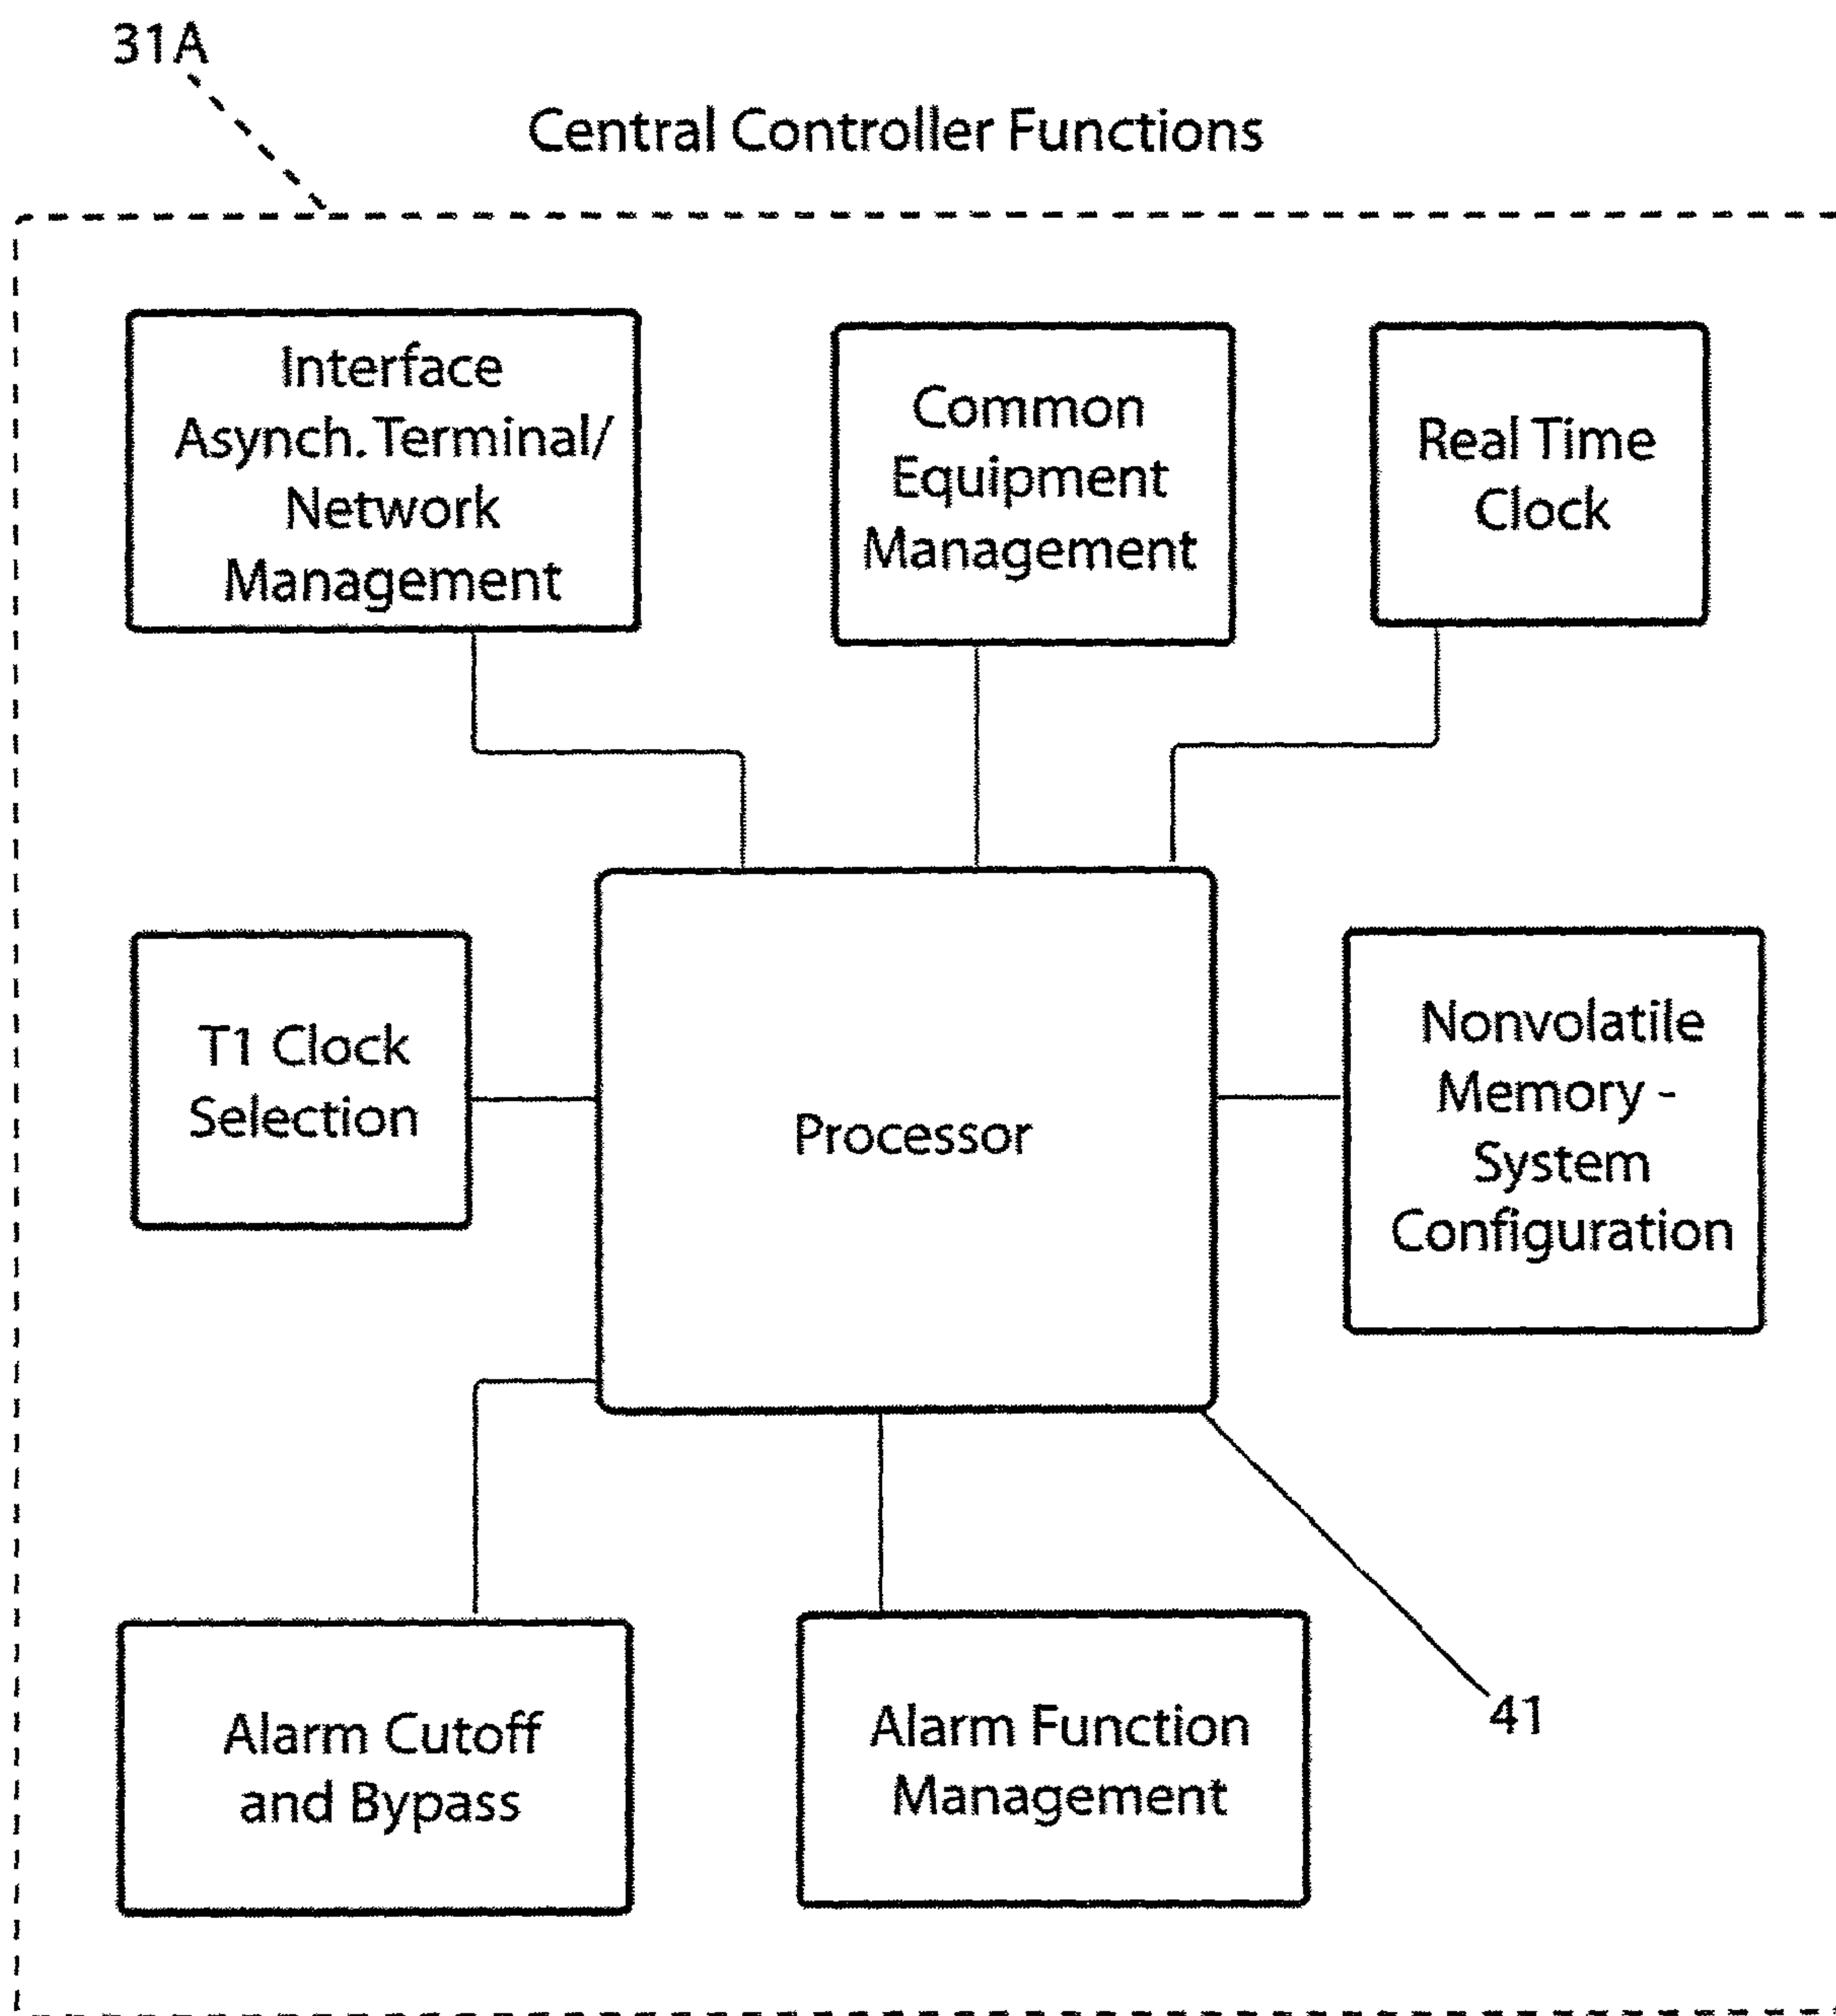 31A
Central Controller Functions
Interface
Asynch. Terminal/
Network
Management
Common
Equipment
Management
Real Time
Clock
T1 Clock
Selection
Processor
Nonvolatile
Memory -
System
Configuration
Alarm Cutoff
and Bypass
Alarm Function
Management
41